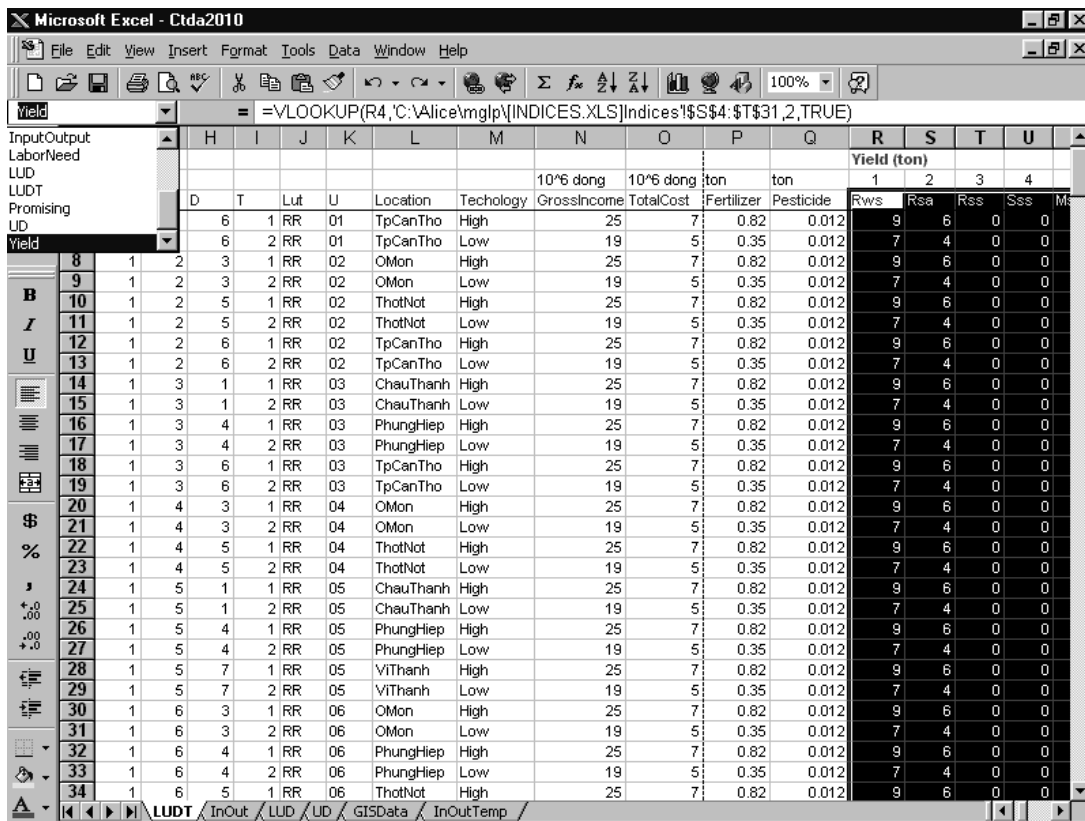 Microsoft Excel - Ctda2010
File Edit View Insert Format Tools Data Window Help
100%
Yield = =VLOOKUP(R4,'C:\Alice\mglp\[INDICES.XLS]Indices'!$S$4:$T$31,2,TRUE)
InputOutput H I J K L M N O P Q R S T U
LaborNeed Yield (ton)
LUD 10^6 dong 10^6 dong ton ton 1 2 3 4
LUDT D T Lut U Location Techology GrossIncome TotalCost Fertilizer Pesticide Rws Rsa Rss Sss
Promising 6 1 RR 01 TpCanTho High 25 7 0.82 0.012 9 6 0 0
UD
Yield 6 2 RR 01 TpCanTho Low 19 5 0.35 0.012 7 4 0 0
8 1 2 3 1 RR 02 OMon High 25 7 0.82 0.012 9 6 0 0
9 1 2 3 2 RR 02 OMon Low 19 5 0.35 0.012 7 4 0 0
10 1 2 5 1 RR 02 ThotNot High 25 7 0.82 0.012 9 6 0 0
11 1 2 5 2 RR 02 ThotNot Low 19 5 0.35 0.012 7 4 0 0
12 1 2 6 1 RR 02 TpCanTho High 25 7 0.82 0.012 9 6 0 0
13 1 2 6 2 RR 02 TpCanTho Low 19 5 0.35 0.012 7 4 0 0
14 1 3 1 1 RR 03 ChauThanh High 25 7 0.82 0.012 9 6 0 0
15 1 3 1 2 RR 03 ChauThanh Low 19 5 0.35 0.012 7 4 0 0
16 1 3 4 1 RR 03 PhungHiep High 25 7 0.82 0.012 9 6 0 0
17 1 3 4 2 RR 03 PhungHiep Low 19 5 0.35 0.012 7 4 0 0
18 1 3 6 1 RR 03 TpCanTho High 25 7 0.82 0.012 9 6 0 0
19 1 3 6 2 RR 03 TpCanTho Low 19 5 0.35 0.012 7 4 0 0
20 1 4 3 1 RR 04 OMon High 25 7 0.82 0.012 9 6 0 0
21 1 4 3 2 RR 04 OMon Low 19 5 0.35 0.012 7 4 0 0
22 1 4 5 1 RR 04 ThotNot High 25 7 0.82 0.012 9 6 0 0
23 1 4 5 2 RR 04 ThotNot Low 19 5 0.35 0.012 7 4 0 0
24 1 5 1 1 RR 05 ChauThanh High 25 7 0.82 0.012 9 6 0 0
25 1 5 1 2 RR 05 ChauThanh Low 19 5 0.35 0.012 7 4 0 0
26 1 5 4 1 RR 05 PhungHiep High 25 7 0.82 0.012 9 6 0 0
27 1 5 4 2 RR 05 PhungHiep Low 19 5 0.35 0.012 7 4 0 0
28 1 5 7 1 RR 05 ViThanh High 25 7 0.82 0.012 9 6 0 0
29 1 5 7 2 RR 05 ViThanh Low 19 5 0.35 0.012 7 4 0 0
30 1 6 3 1 RR 06 OMon High 25 7 0.82 0.012 9 6 0 0
31 1 6 3 2 RR 06 OMon Low 19 5 0.35 0.012 7 4 0 0
32 1 6 4 1 RR 06 PhungHiep High 25 7 0.82 0.012 9 6 0 0
33 1 6 4 2 RR 06 PhungHiep Low 19 5 0.35 0.012 7 4 0 0
34 1 6 5 1 RR 06 ThotNot High 25 7 0.82 0.012 9 6 0 0
LUDT InOut LUD UD GISData InOutTemp